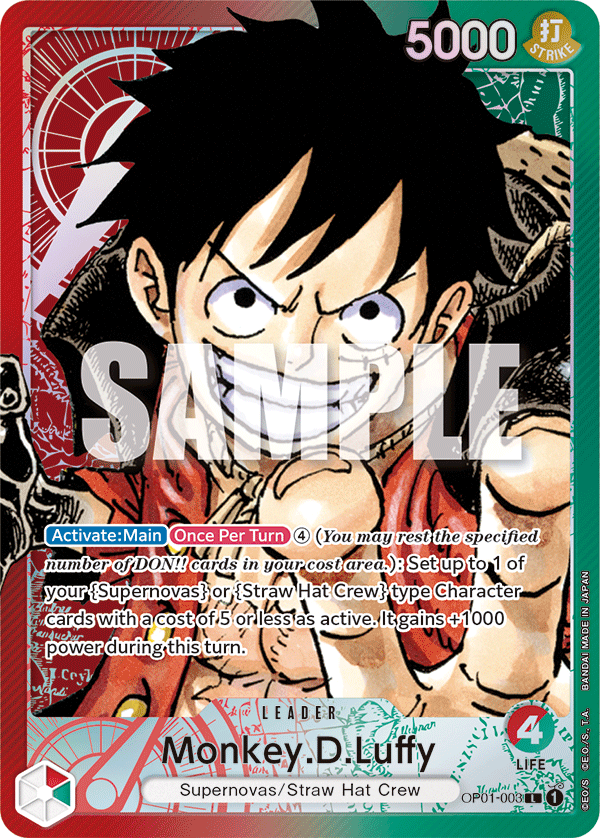 5000
打
STRIKE
SAMPLE
Activate:Main Once Per Turn ④ (You may rest the specified
number of DON!! cards in your cost area.): Set up to 1 of
your {Supernovas} or {Straw Hat Crew} type Character
cards with a cost of 5 or less as active. It gains +1000
power during this turn.
LEADER
Monkey.D.Luffy
Supernovas/Straw Hat Crew
4
LIFE
OP01-003 L 1
©E.O/S ©E.O./S., T.A. BANDAI MADE IN JAPAN